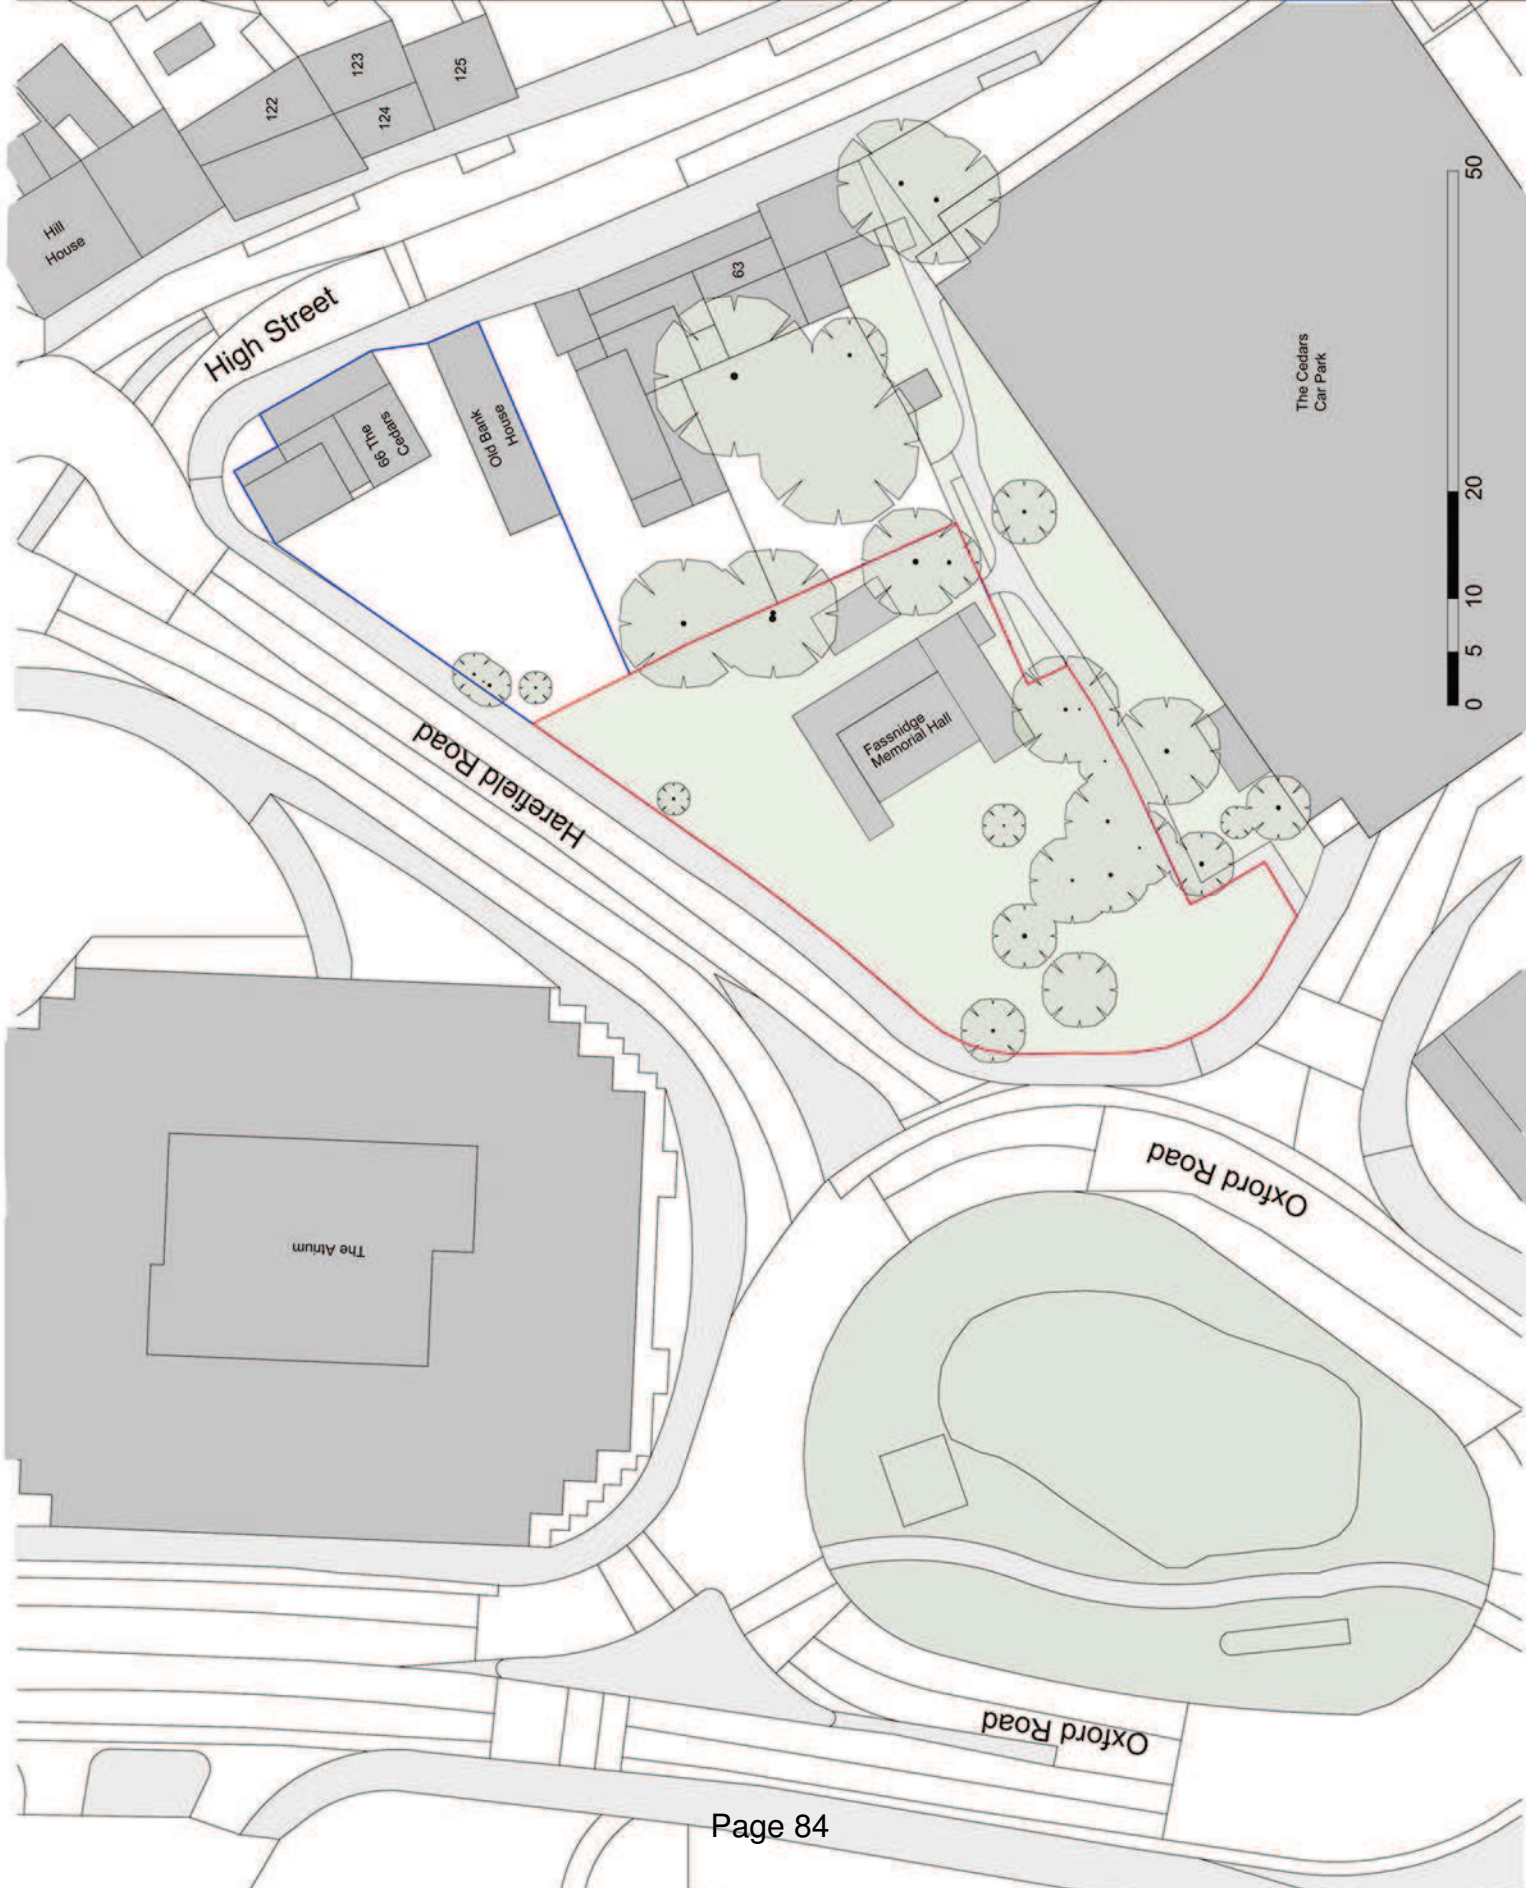 123
125
122
124
Hill
House
High Street
63
66 The
Cedars
Old Bank
House
The Cedars
Car Park
50
20
10
5
0
Harefield Road
Fassnidge
Memorial Hall
Oxford Road
The Atrium
Oxford Road
Page 84